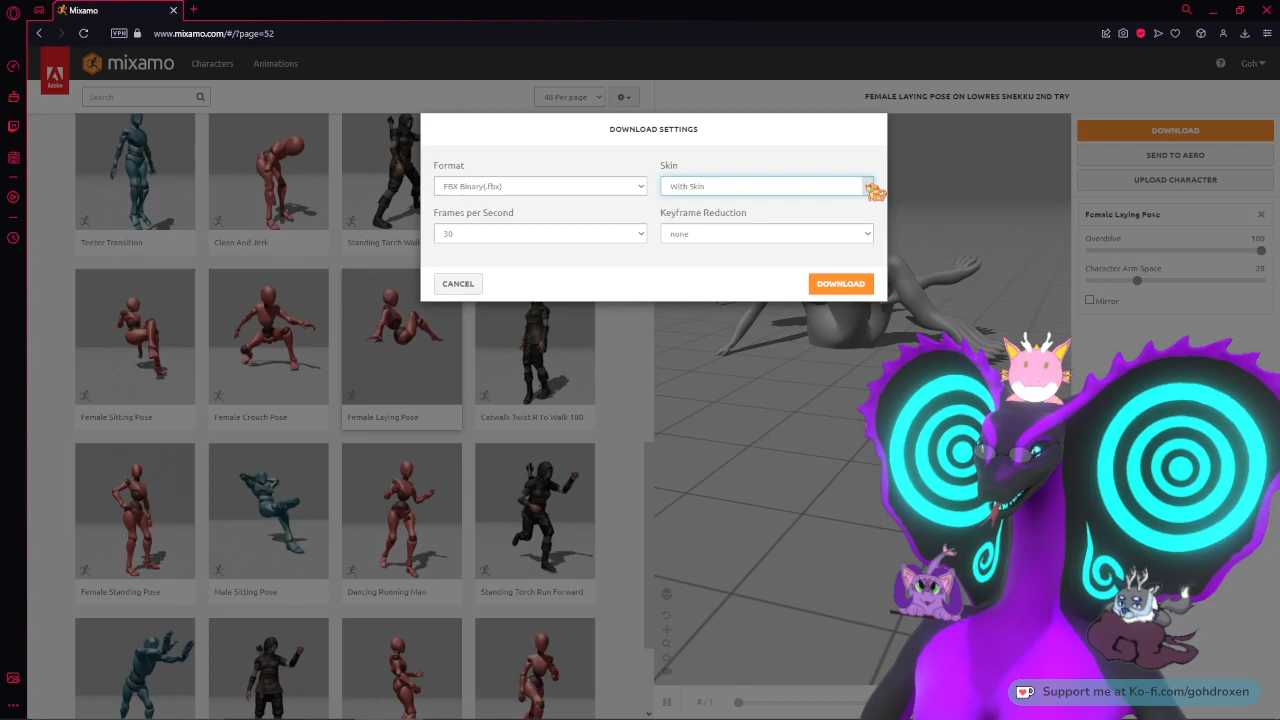 Mixamo
VPN
www.mixamo.com/#/?page=52
Adobe
mixamo
Characters
Animations
Goh
Search
48 Per page
FEMALE LAYING POSE ON LOWRES SNEKKU 2ND TRY
DOWNLOAD SETTINGS
Format
Skin
FBX Binary(.fbx)
With Skin
Frames per Second
Keyframe Reduction
30
none
CANCEL
DOWNLOAD
DOWNLOAD
SEND TO AERO
UPLOAD CHARACTER
Female Laying Pose
Overdrive
100
Character Arm-Space
28
Mirror
Teeter Transition
Clean And Jerk
Standing Torch Walk
Female Sitting Pose
Female Crouch Pose
Female Laying Pose
Catwalk Twist R To Walk 180
Female Standing Pose
Male Sitting Pose
Dancing Running Man
Standing Torch Run Forward
0 / 1
Support me at Ko-fi.com/gohdroxen